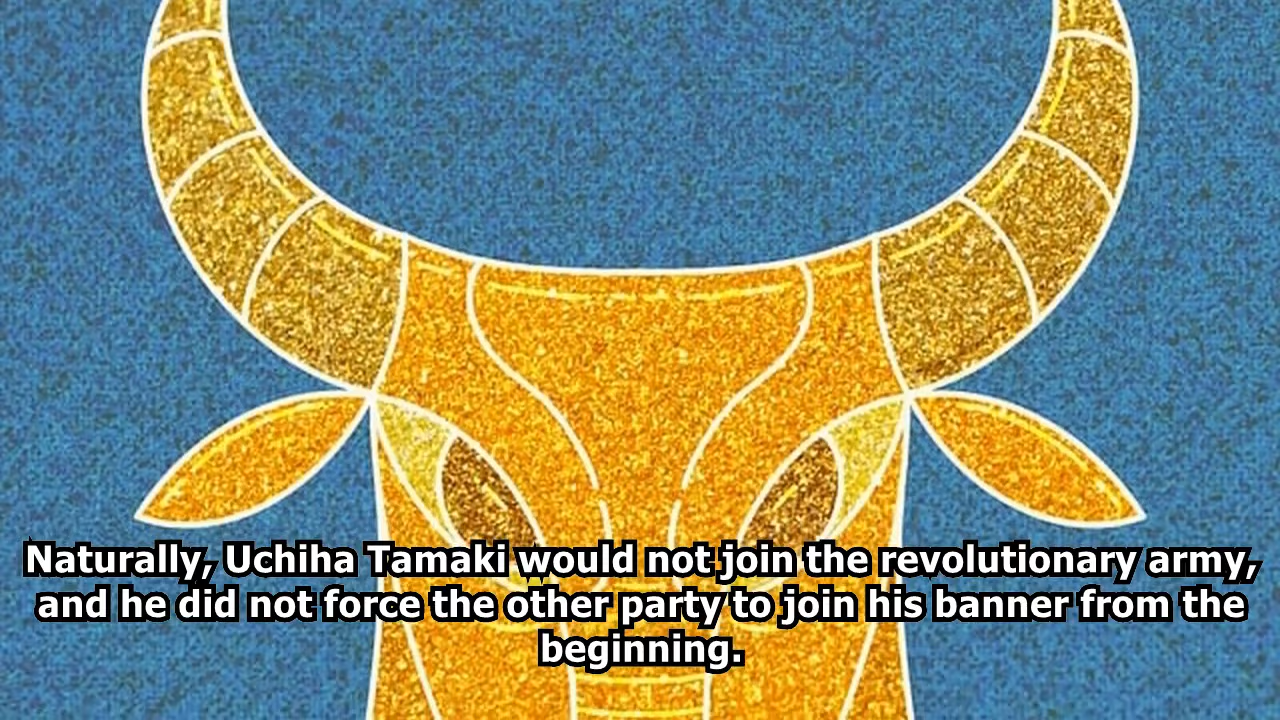 Naturally, Uchiha Tamaki would not join the revolutionary army,
and he did not force the other party to join his banner from the
beginning.